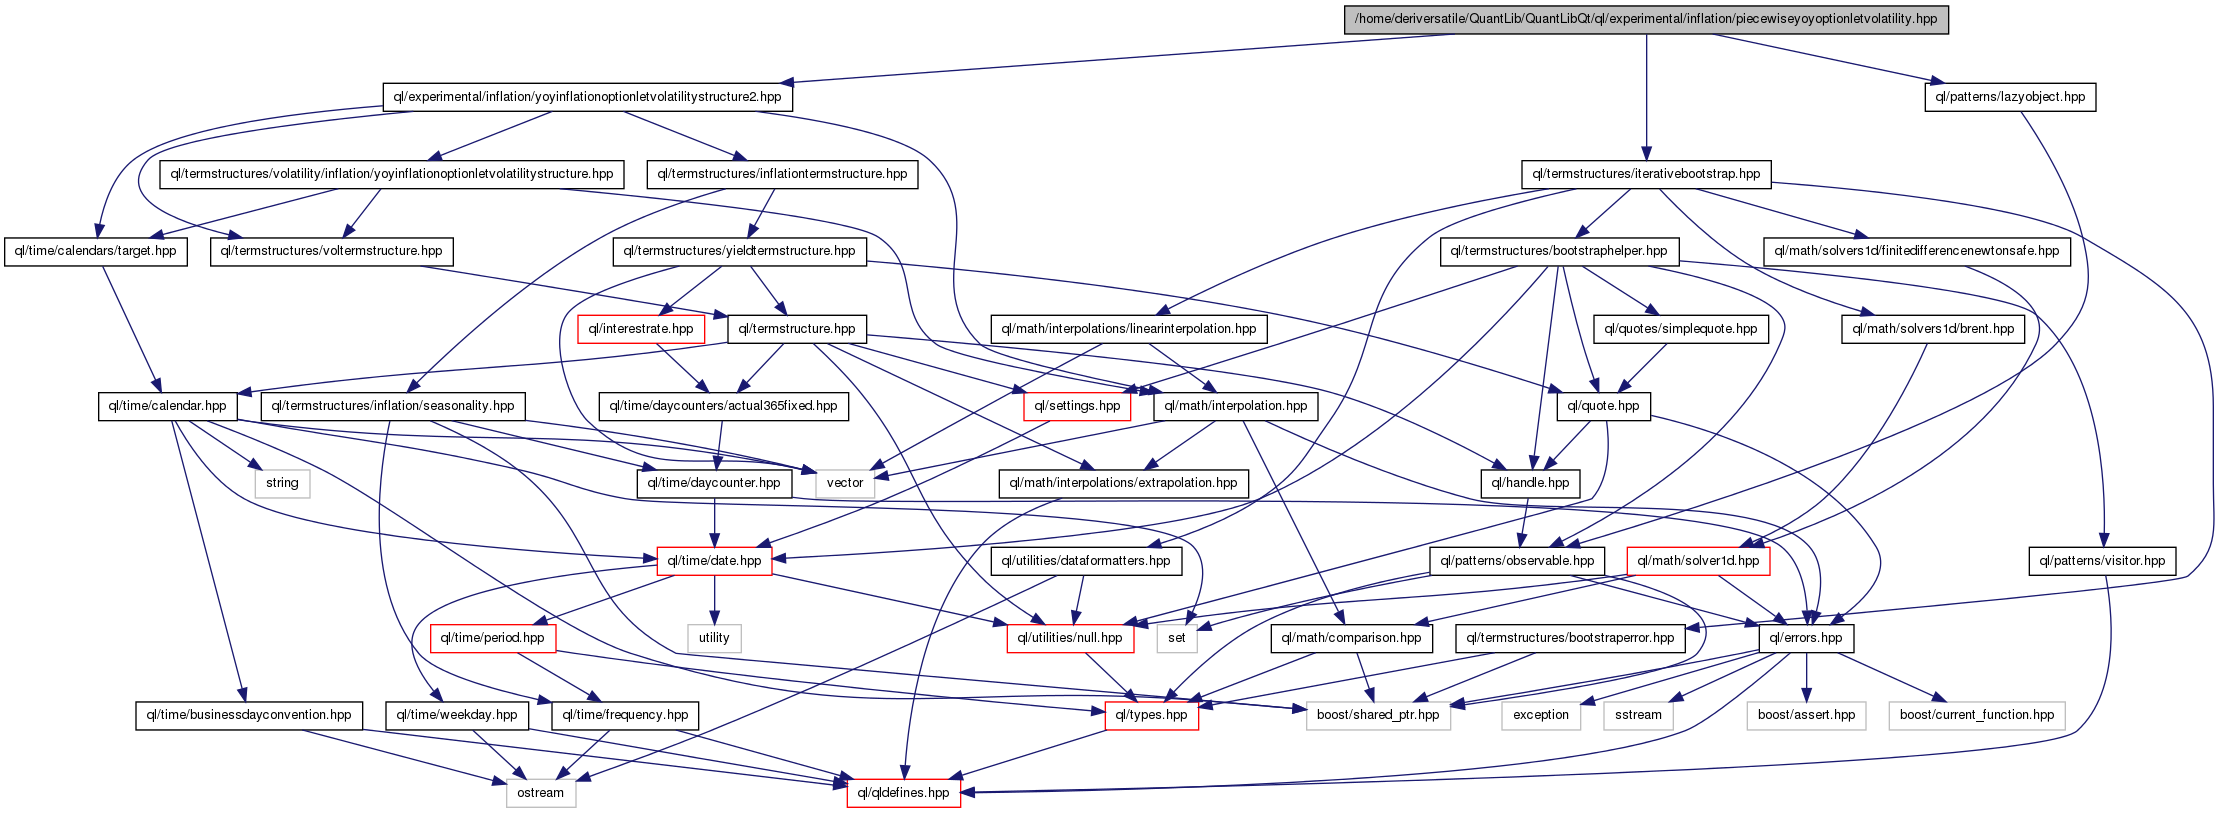 /home/deriversatile/QuantLib/QuantLibQt/ql/experimental/inflation/piecewiseyoyoptionletvolatility.hpp
ql/experimental/inflation/yoyinflationoptionletvolatilitystructure2.hpp
ql/patterns/lazyobject.hpp
ql/termstructures/volatility/inflation/yoyinflationoptionletvolatilitystructure.hpp
ql/termstructures/inflationtermstructure.hpp
ql/termstructures/iterativebootstrap.hpp
ql/time/calendars/target.hpp
ql/termstructures/voltermstructure.hpp
ql/termstructures/yieldtermstructure.hpp
ql/termstructures/bootstraphelper.hpp
ql/math/solvers1d/finitedifferencenewtonsafe.hpp
ql/interestrate.hpp
ql/termstructure.hpp
ql/math/interpolations/linearinterpolation.hpp
ql/quotes/simplequote.hpp
ql/math/solvers1d/brent.hpp
ql/time/calendar.hpp
ql/termstructures/inflation/seasonality.hpp
ql/time/daycounters/actual365fixed.hpp
ql/settings.hpp
ql/math/interpolation.hpp
ql/quote.hpp
string
ql/time/daycounter.hpp
vector
ql/math/interpolations/extrapolation.hpp
ql/handle.hpp
ql/time/date.hpp
ql/utilities/dataformatters.hpp
ql/patterns/observable.hpp
ql/math/solver1d.hpp
ql/patterns/visitor.hpp
ql/time/period.hpp
utility
ql/utilities/null.hpp
set
ql/math/comparison.hpp
ql/termstructures/bootstraperror.hpp
ql/errors.hpp
ql/time/businessdayconvention.hpp
ql/time/weekday.hpp
ql/time/frequency.hpp
ql/types.hpp
boost/shared_ptr.hpp
exception
sstream
boost/assert.hpp
boost/current_function.hpp
ostream
ql/qldefines.hpp